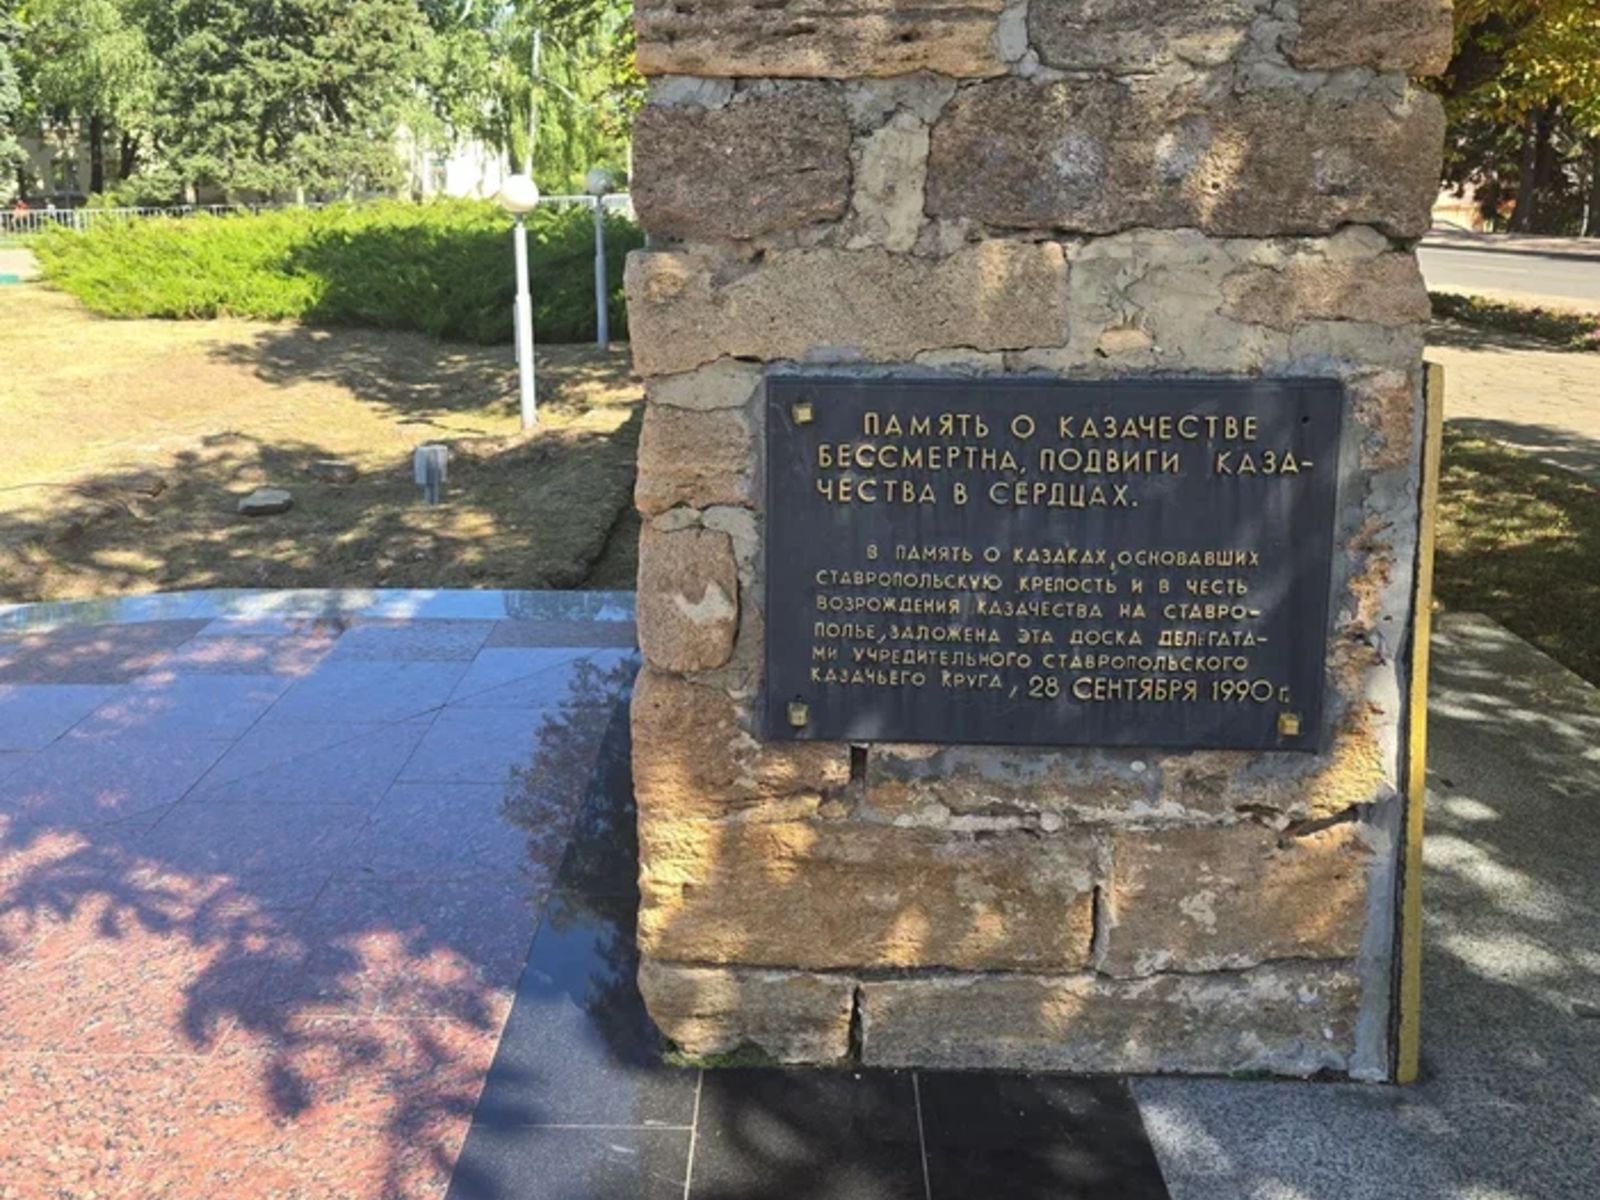 ПАМЯТЬ О КАЗАЧЕСТВЕ
БЕССМЕРТНА, ПОДВИГИ КАЗА-
ЧЕСТВА В СЕРДЦАХ.
В ПАМЯТЬ О КАЗАКАХ, ОСНОВАВШИХ
СТАВРОПОЛЬСКУЮ КРЕПОСТЬ И В ЧЕСТЬ
ВОЗРОЖДЕНИЯ КАЗАЧЕСТВА НА СТАВРО-
ПОЛЬЕ, ЗАЛОЖЕНА ЭТА ДОСКА ДЕЛЕГАТА-
МИ УЧРЕДИТЕЛЬНОГО СТАВРОПОЛЬСКОГО
КАЗАЧЬЕГО КРУГА, 28 СЕНТЯБРЯ 1990 г.